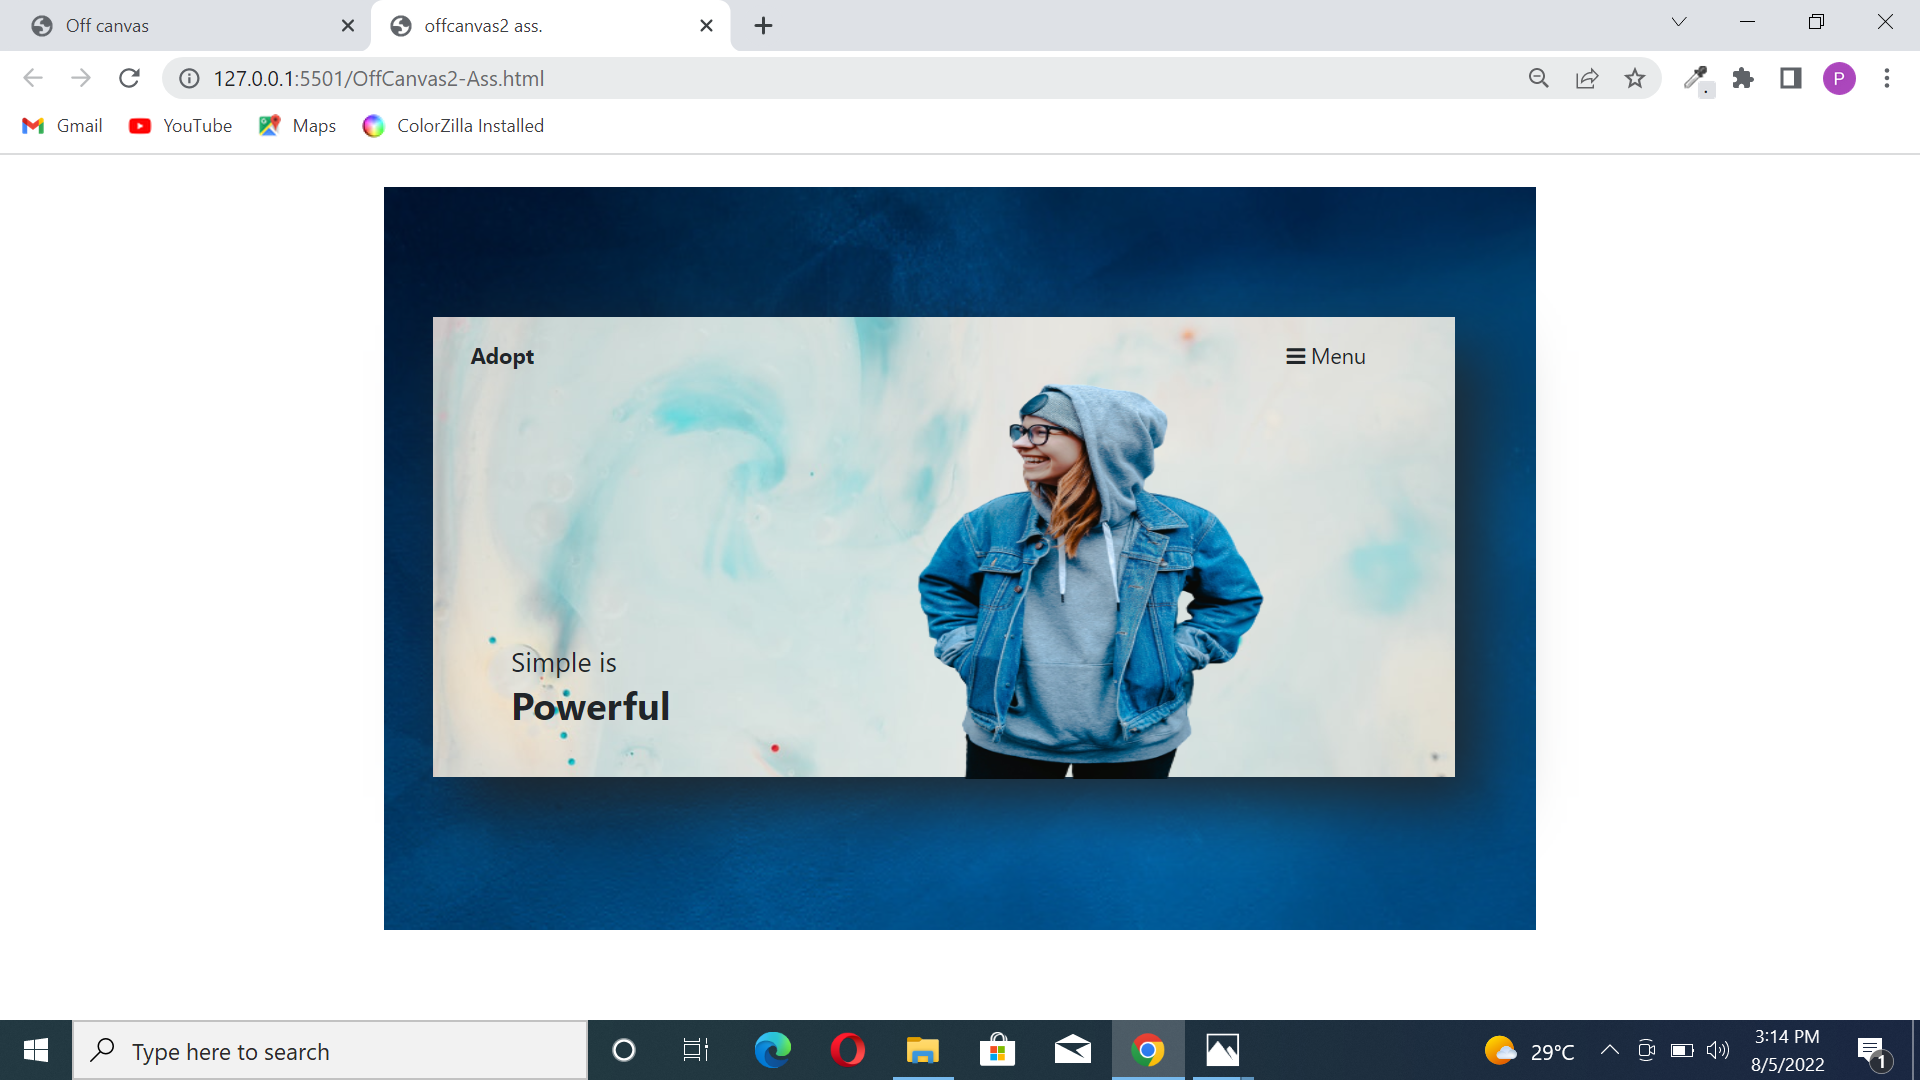 Off canvas
offcanvas2 ass.
127.0.0.1:5501/OffCanvas2-Ass.html
P
Gmail
YouTube
Maps
ColorZilla Installed
Adopt
Menu
Simple is
Powerful
Type here to search
29°C
3:14 PM
8/5/2022
1